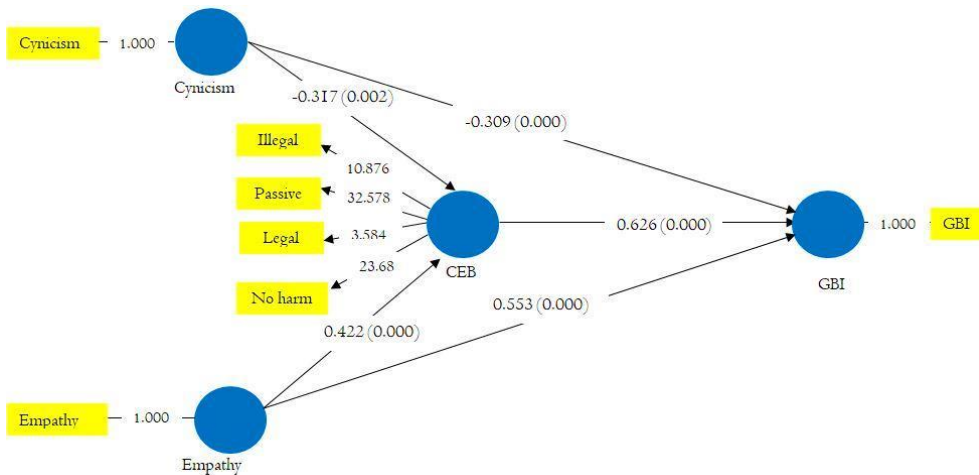 Cynicism
1.000
Cynicism
-0.317 (0.002)
-0.309 (0.000)
Illegal
10.876
Passive
32.578
Legal
3.584
No harm
23.68
CEB
0.626 (0.000)
1.000
GBI
GBI
0.553 (0.000)
0.422 (0.000)
Empathy
1.000
Empathy